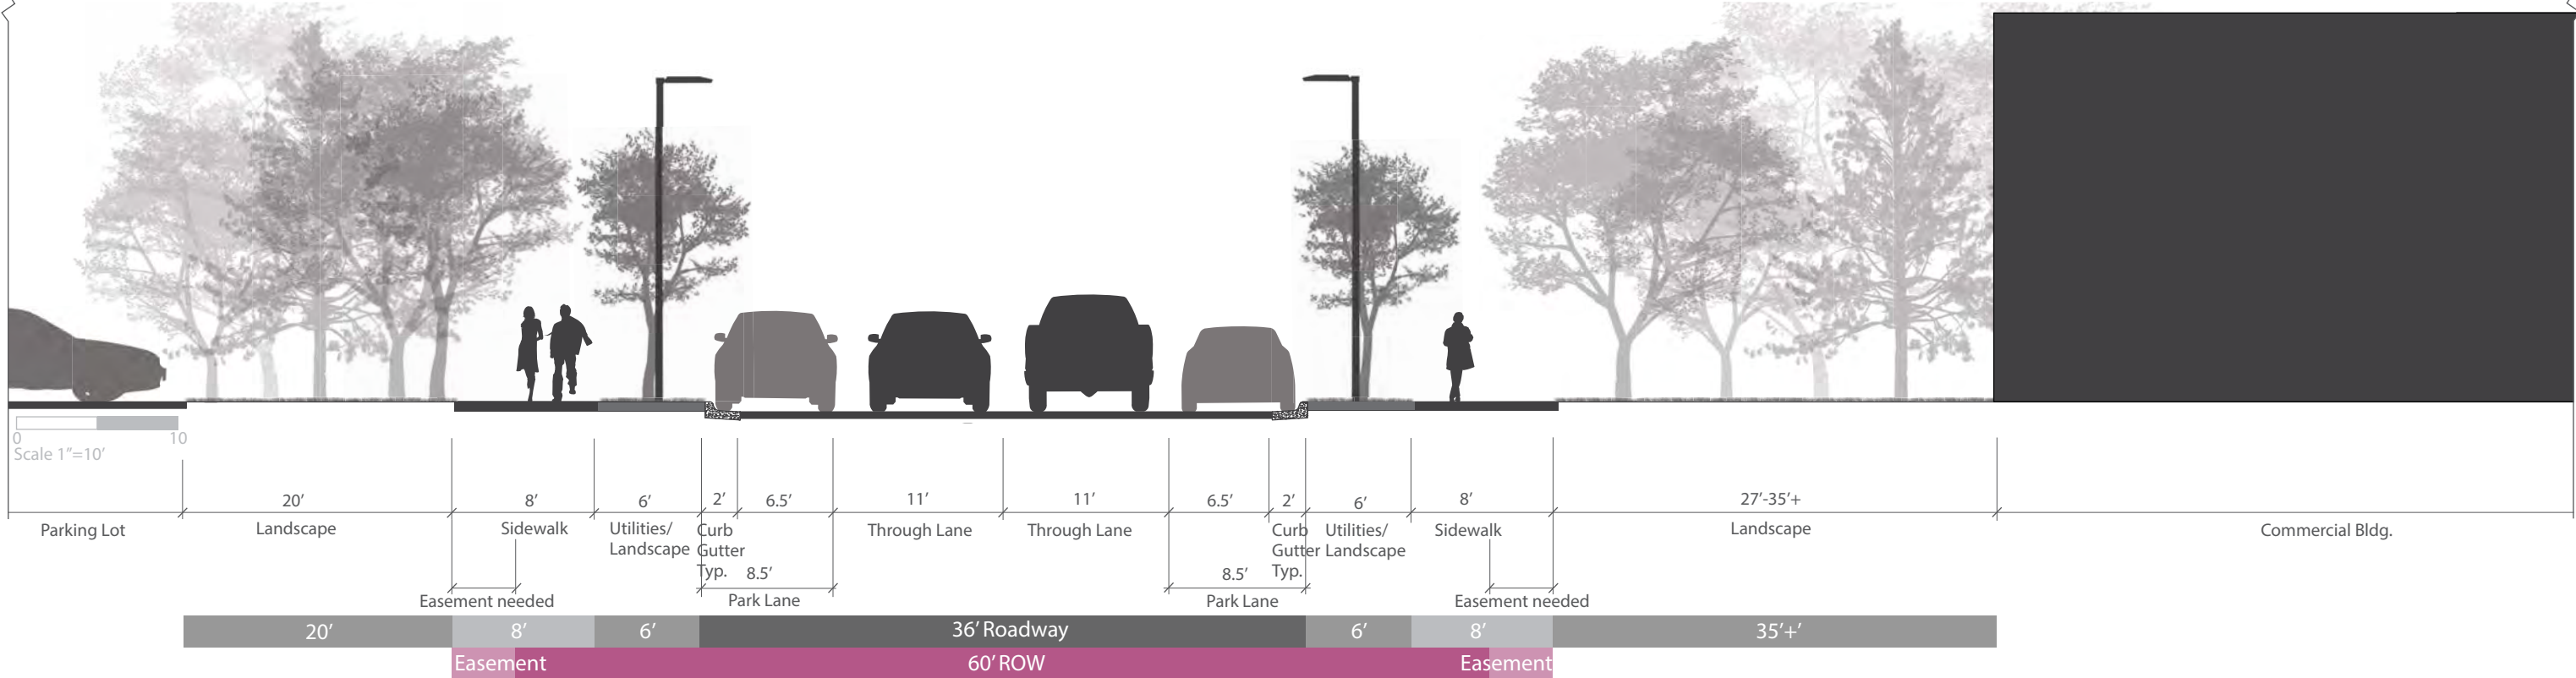 0 10
Scale 1"=10'
20' 8' 6' 2' 6.5' 11' 11' 6.5' 2' 6' 8' 27'-35'+
Parking Lot Landscape Sidewalk Utilities/ Curb Through Lane Through Lane Curb Utilities/ Sidewalk Landscape Commercial Bldg.
Landscape Gutter Gutter Landscape
Typ. 8.5' 8.5' Typ.
Easement needed Park Lane Park Lane Easement needed
20' 8' 6' 36' Roadway 6' 8' 35'+'
Easement 60' ROW Easement